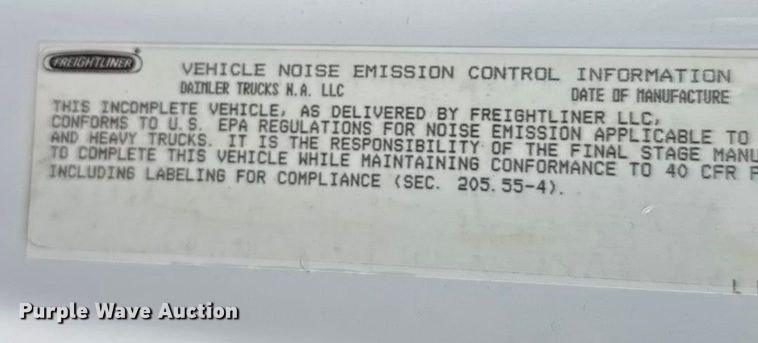 FREIGHTLINER
VEHICLE NOISE EMISSION CONTROL INFORMATION
DAIMLER TRUCKS N.A. LLC DATE OF MANUFACTURE
THIS INCOMPLETE VEHICLE, AS DELIVERED BY FREIGHTLINER LLC,
CONFORMS TO U.S. EPA REGULATIONS FOR NOISE EMISSION APPLICABLE TO
AND HEAVY TRUCKS. IT IS THE RESPONSIBILITY OF THE FINAL STAGE MANU
TO COMPLETE THIS VEHICLE WHILE MAINTAINING CONFORMANCE TO 40 CFR
INCLUDING LABELING FOR COMPLIANCE (SEC. 205.55-4).
Purple Wave Auction